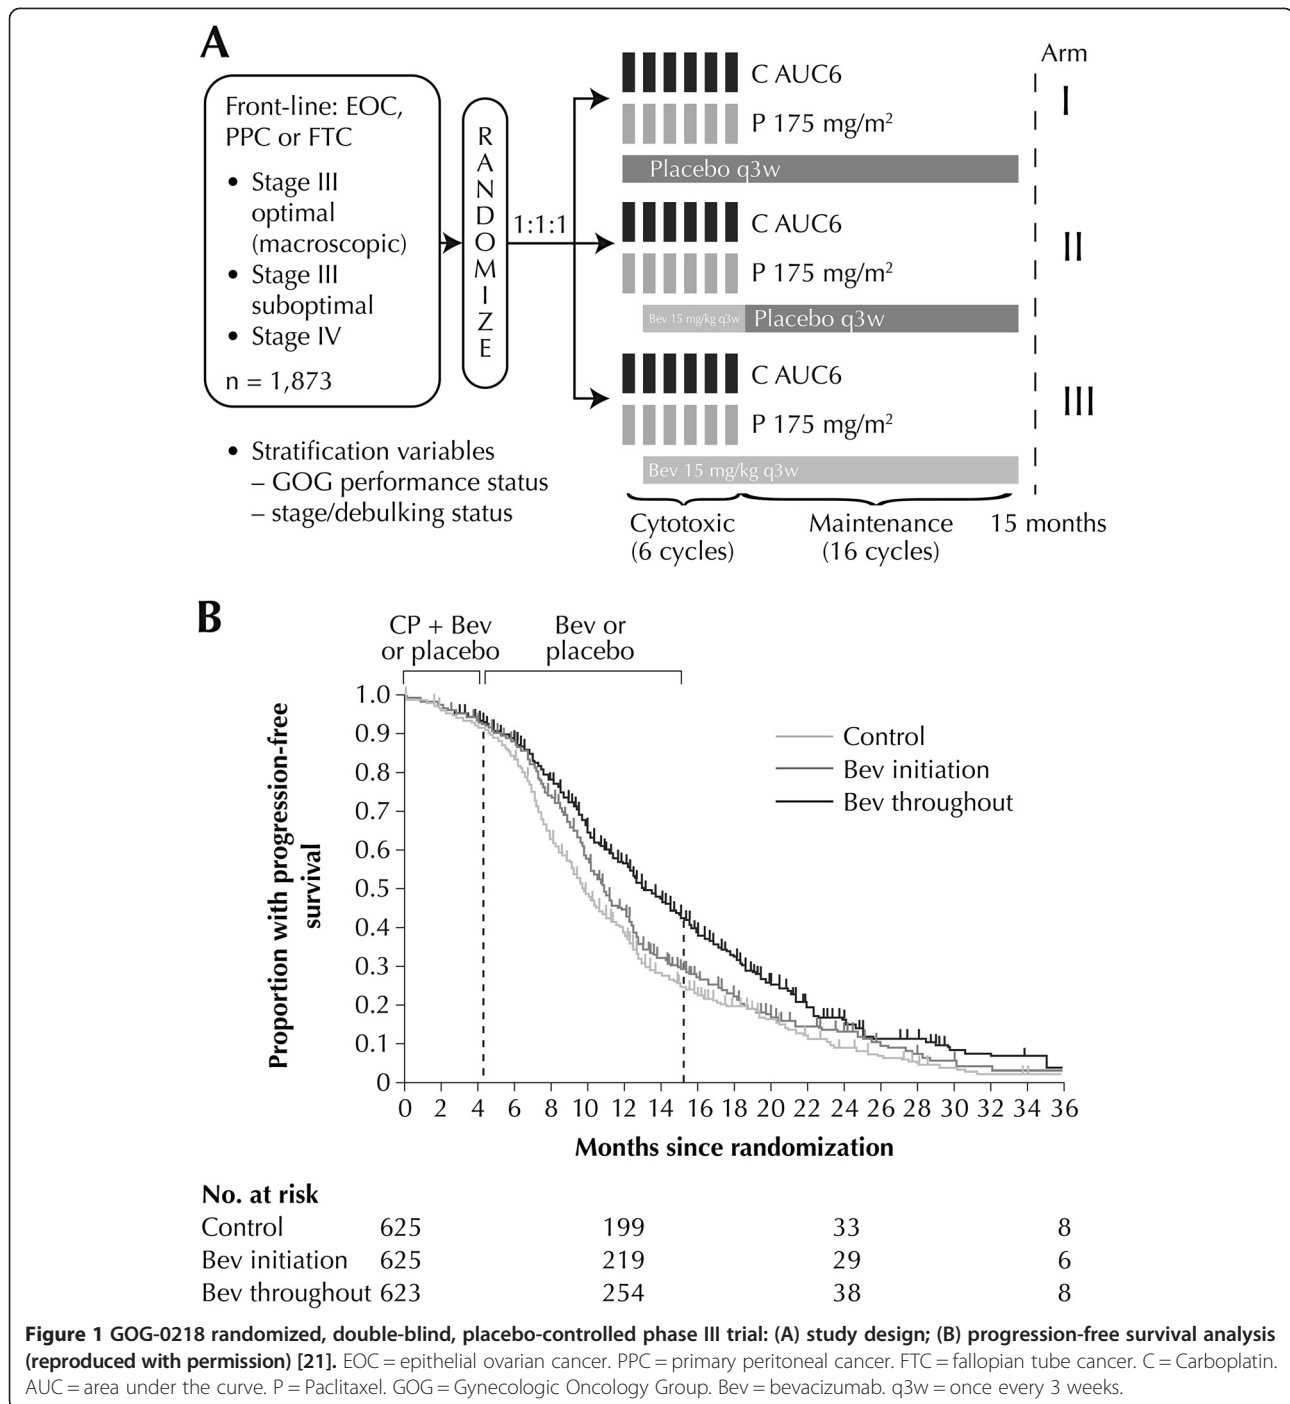 A
Front-line: EOC,
PPC or FTC
• Stage III
optimal
(macroscopic)
• Stage III
suboptimal
• Stage IV
n = 1,873
• Stratification variables
– GOG performance status
– stage/debulking status
RANDOMIZE
1:1:1
Arm
C AUC6
P 175 mg/m²
Placebo q3w
I
C AUC6
P 175 mg/m²
Bev 15 mg/kg q3w Placebo q3w
II
C AUC6
P 175 mg/m²
Bev 15 mg/kg q3w
III
Cytotoxic
(6 cycles)
Maintenance
(16 cycles)
15 months
B
CP + Bev
or placebo
Bev or
placebo
Proportion with progression-free
survival
1.0
0.9
0.8
0.7
0.6
0.5
0.4
0.3
0.2
0.1
0
Control
Bev initiation
Bev throughout
0 2 4 6 8 10 12 14 16 18 20 22 24 26 28 30 32 34 36
Months since randomization
No. at risk
Control 625 199 33 8
Bev initiation 625 219 29 6
Bev throughout 623 254 38 8
Figure 1 GOG-0218 randomized, double-blind, placebo-controlled phase III trial: (A) study design; (B) progression-free survival analysis
(reproduced with permission) [21]. EOC = epithelial ovarian cancer. PPC = primary peritoneal cancer. FTC = fallopian tube cancer. C = Carboplatin.
AUC = area under the curve. P = Paclitaxel. GOG = Gynecologic Oncology Group. Bev = bevacizumab. q3w = once every 3 weeks.